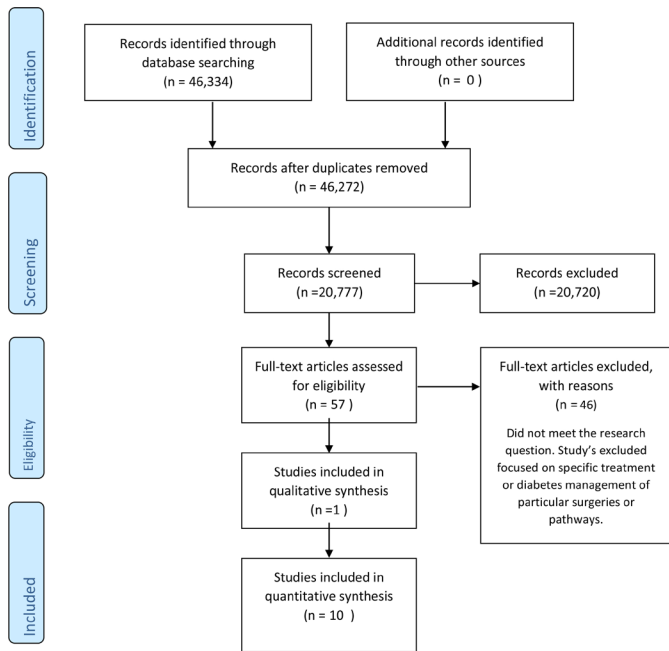 Identification
Records identified through
database searching
(n = 46,334)
Additional records identified
through other sources
(n =  0 )
Records after duplicates removed
(n = 46,272)
Screening
Records screened
(n =20,777)
Records excluded
(n =20,720)
Eligibility
Full-text articles assessed
for eligibility
(n = 57 )
Full-text articles excluded,
with reasons
(n = 46)
Did not meet the research
question. Study's excluded
focused on specific treatment
or diabetes management of
particular surgeries or
pathways.
Studies included in
qualitative synthesis
(n =1 )
Included
Studies included in
quantitative synthesis
(n = 10  )